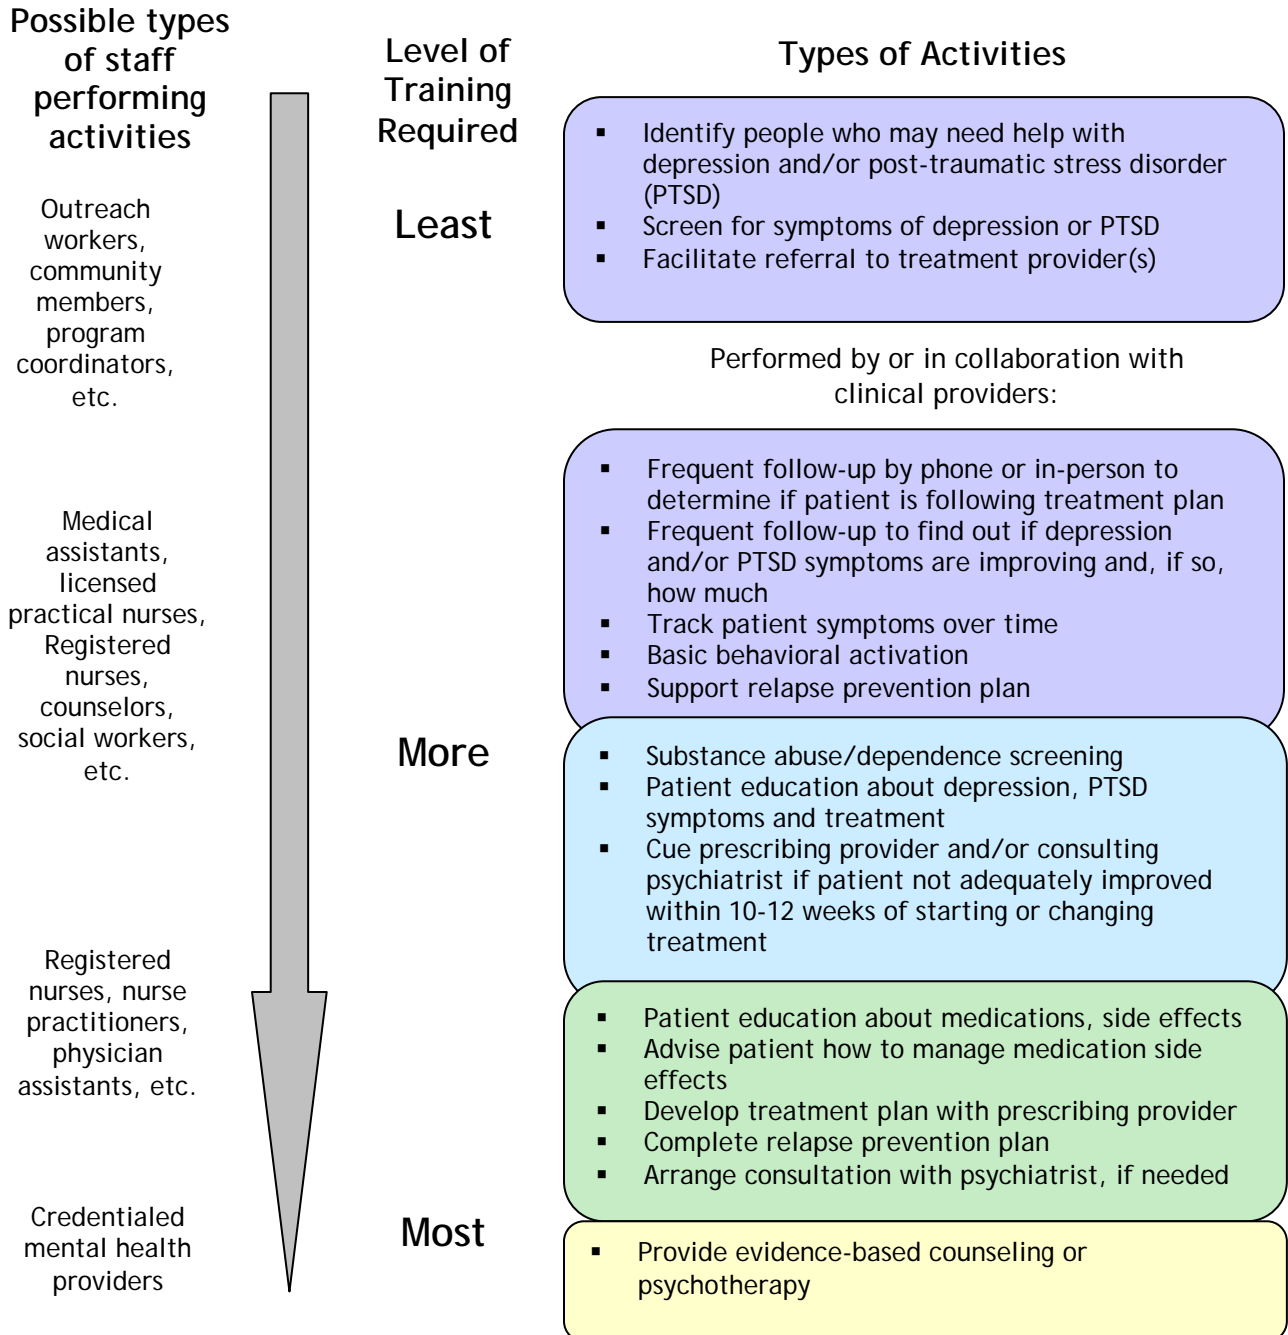 Possible types
of staff
performing
activities
Outreach
workers,
community
members,
program
coordinators,
etc.
Medical
assistants,
licensed
practical nurses,
Registered
nurses,
counselors,
social workers,
etc.
Registered
nurses, nurse
practitioners,
physician
assistants, etc.
Credentialed
mental health
providers
Level of
Training
Required
Least
More
Most
Types of Activities
▪ Identify people who may need help with
depression and/or post-traumatic stress disorder
(PTSD)
▪ Screen for symptoms of depression or PTSD
▪ Facilitate referral to treatment provider(s)
Performed by or in collaboration with
clinical providers:
▪ Frequent follow-up by phone or in-person to
determine if patient is following treatment plan
▪ Frequent follow-up to find out if depression
and/or PTSD symptoms are improving and, if so,
how much
▪ Track patient symptoms over time
▪ Basic behavioral activation
▪ Support relapse prevention plan
▪ Substance abuse/dependence screening
▪ Patient education about depression, PTSD
symptoms and treatment
▪ Cue prescribing provider and/or consulting
psychiatrist if patient not adequately improved
within 10-12 weeks of starting or changing
treatment
▪ Patient education about medications, side effects
▪ Advise patient how to manage medication side
effects
▪ Develop treatment plan with prescribing provider
▪ Complete relapse prevention plan
▪ Arrange consultation with psychiatrist, if needed
▪ Provide evidence-based counseling or
psychotherapy